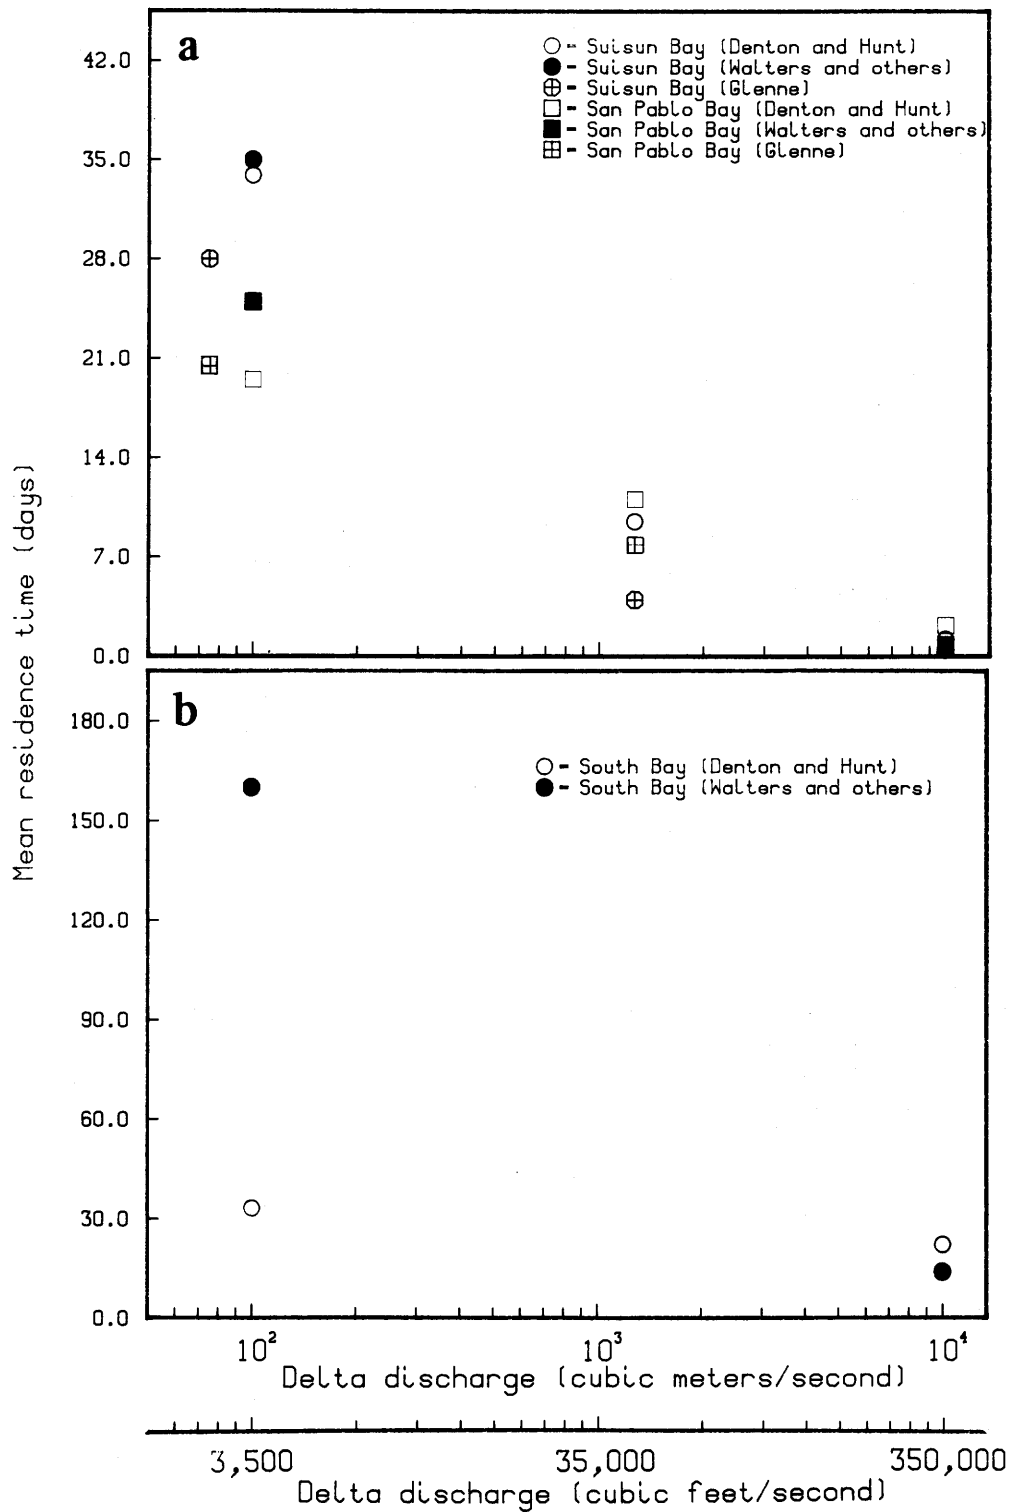 a
○- Suisun Bay (Denton and Hunt)
●- Suisun Bay (Walters and others)
⊕- Suisun Bay (Glenne)
□- San Pablo Bay (Denton and Hunt)
■- San Pablo Bay (Walters and others)
⊞- San Pablo Bay (Glenne)
42.0
35.0
28.0
21.0
14.0
7.0
0.0
Mean residence time (days)
b
○- South Bay (Denton and Hunt)
●- South Bay (Walters and others)
180.0
150.0
120.0
90.0
60.0
30.0
0.0
10² 10³ 10⁴
Delta discharge (cubic meters/second)
3,500 35,000 350,000
Delta discharge (cubic feet/second)